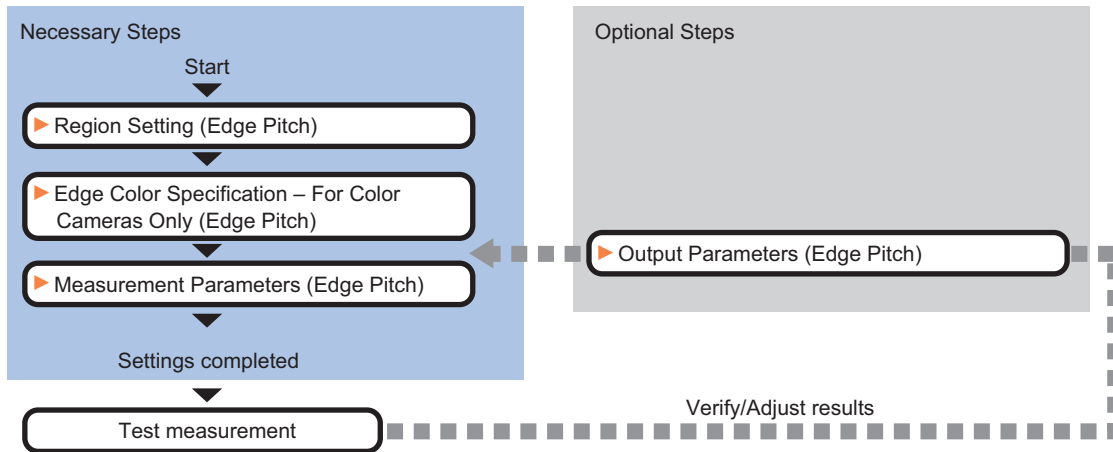 Necessary Steps
Start
Region Setting (Edge Pitch)
Edge Color Specification – For Color
Cameras Only (Edge Pitch)
Measurement Parameters (Edge Pitch)
Settings completed
Test measurement
Optional Steps
Output Parameters (Edge Pitch)
Verify/Adjust results